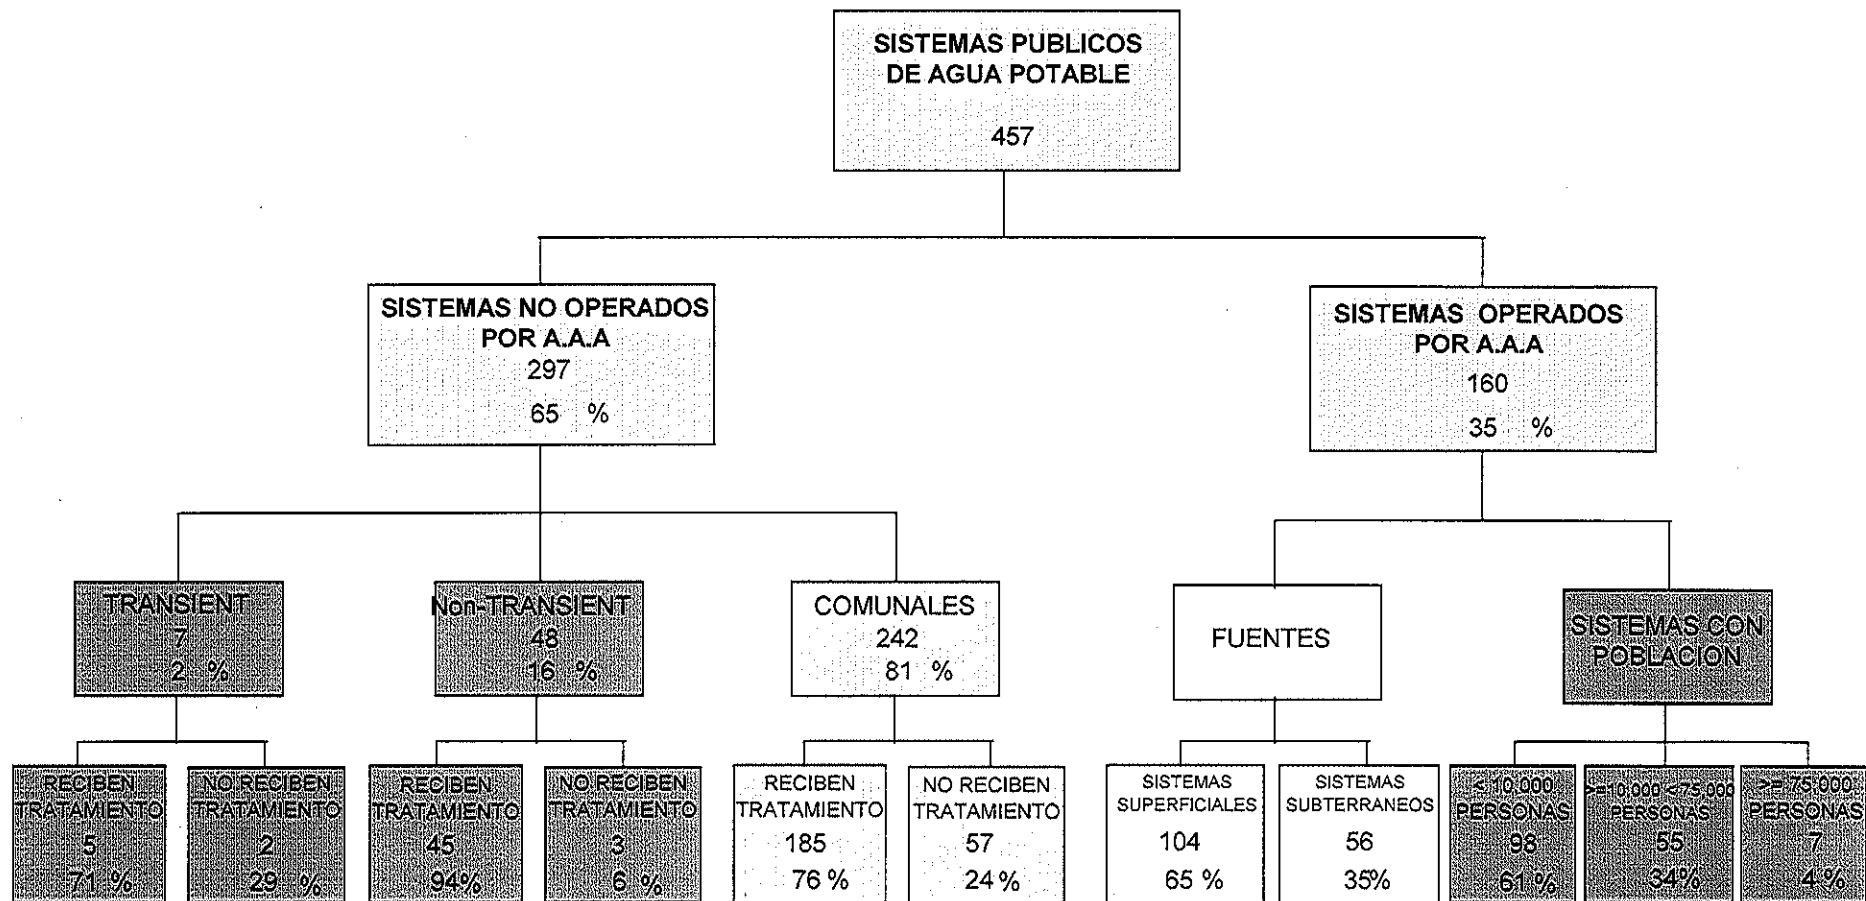 SISTEMAS PUBLICOS
DE AGUA POTABLE
457
SISTEMAS NO OPERADOS
POR A.A.A
297
65 %
SISTEMAS OPERADOS
POR A.A.A
160
35 %
TRANSIENT
7
2 %
Non-TRANSIENT
48
16 %
COMUNALES
242
81 %
FUENTES
SISTEMAS CON
POBLACION
RECIBEN
TRATAMIENTO
5
71 %
NO RECIBEN
TRATAMIENTO
2
29 %
RECIBEN
TRATAMIENTO
45
94%
NO RECIBEN
TRATAMIENTO
3
6 %
RECIBEN
TRATAMIENTO
185
76 %
NO RECIBEN
TRATAMIENTO
57
24 %
SISTEMAS
SUPERFICIALES
104
65 %
SISTEMAS
SUBTERRANEOS
56
35%
< 10,000
PERSONAS
98
61 %
>=10,000 <75,000
PERSONAS
55
34%
>= 75,000
PERSONAS
7
4 %